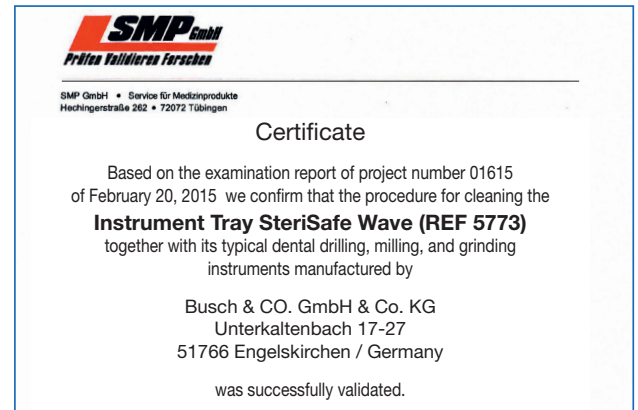 SMP GmbH
Prüfen Validieren Forschen
SMP GmbH • Service für Medizinprodukte
Hechingerstraße 262 • 72072 Tübingen
Certificate
Based on the examination report of project number 01615
of February 20, 2015 we confirm that the procedure for cleaning the
Instrument Tray SteriSafe Wave (REF 5773)
together with its typical dental drilling, milling, and grinding
instruments manufactured by
Busch & CO. GmbH & Co. KG
Unterkaltenbach 17-27
51766 Engelskirchen / Germany
was successfully validated.